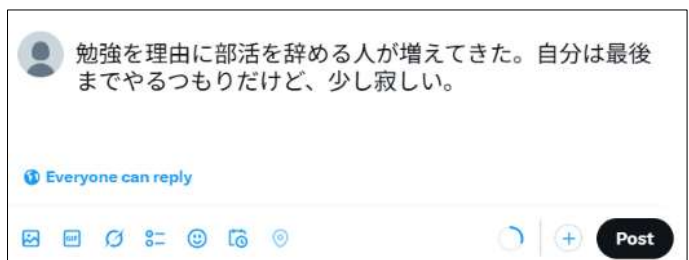 勉強を理由に部活を辞める人が増えてきた。自分は最後
までやるつもりだけど、少し寂しい。
Everyone can reply
GIF
Post